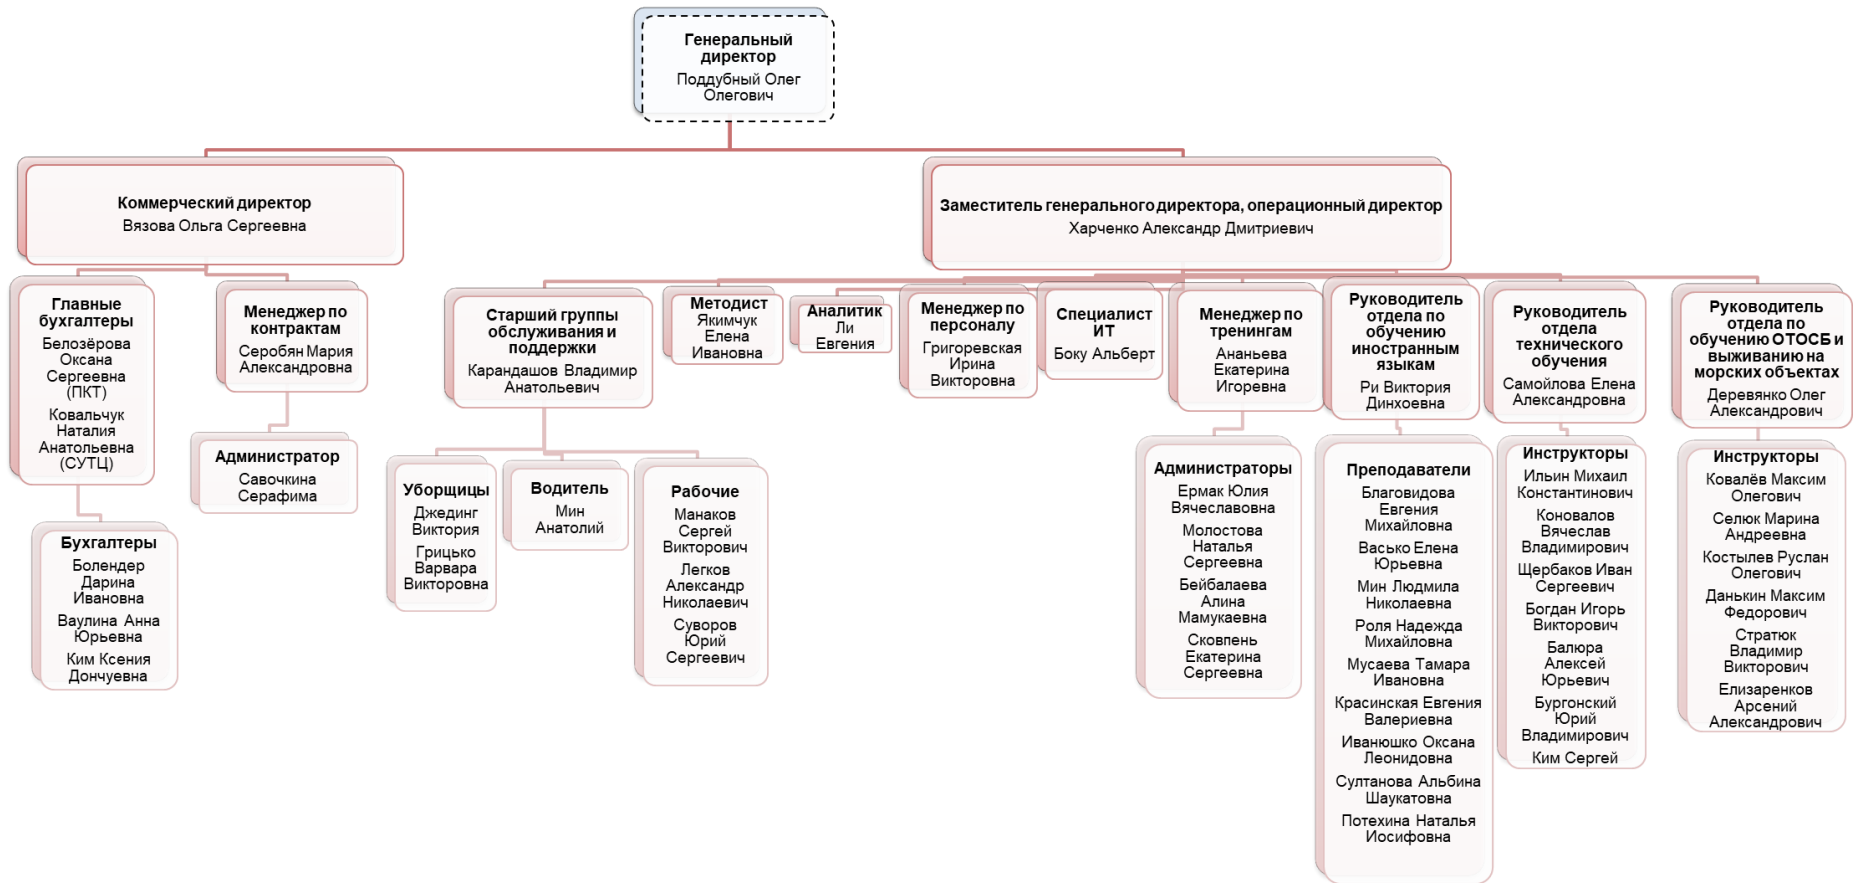 Генеральный
директор
Поддубный Олег
Олегович
Коммерческий директор
Вязова Ольга Сергеевна
Заместитель генерального директора, операционный директор
Харченко Александр Дмитриевич
Главные
бухгалтеры
Белозёрова
Оксана
Сергеевна
(ПКТ)
Ковальчук
Наталия
Анатольевна
(СУТЦ)
Менеджер по
контрактам
Серобян Мария
Александровна
Старший группы
обслуживания и
поддержки
Карандашов Владимир
Анатольевич
Методист
Якимчук
Елена
Ивановна
Аналитик
Ли
Евгения
Менеджер по
персоналу
Григоревская
Ирина
Викторовна
Специалист
ИТ
Боку Альберт
Менеджер по
тренингам
Ананьева
Екатерина
Игоревна
Руководитель
отдела по
обучению
иностранным
языкам
Ри Виктория
Динхоевна
Руководитель
отдела
технического
обучения
Самойлова Елена
Александровна
Руководитель
отдела по
обучению ОТОСБ и
выживанию на
морских объектах
Деревянко Олег
Александрович
Бухгалтеры
Болендер
Дарина
Ивановна
Ваулина Анна
Юрьевна
Ким Ксения
Дончуевна
Администратор
Савочкина
Серафима
Уборщицы
Джединг
Виктория
Грицько
Варвара
Викторовна
Водитель
Мин
Анатолий
Рабочие
Манаков
Сергей
Викторович
Легков
Александр
Николаевич
Суворов
Юрий
Сергеевич
Администраторы
Ермак Юлия
Вячеславовна
Молостова
Наталья
Сергеевна
Бейбалаева
Алина
Мамукаевна
Сковпень
Екатерина
Сергеевна
Преподаватели
Благовидова
Евгения
Михайловна
Васько Елена
Юрьевна
Мин Людмила
Николаевна
Роля Надежда
Михайловна
Мусаева Тамара
Ивановна
Красинская Евгения
Валериевна
Иванюшко Оксана
Леонидовна
Султанова Альбина
Шаукатовна
Потехина Наталья
Иосифовна
Инструкторы
Ильин Михаил
Константинович
Коновалов
Вячеслав
Владимирович
Щербаков Иван
Сергеевич
Богдан Игорь
Викторович
Балюра
Алексей
Юрьевич
Бургонский
Юрий
Владимирович
Ким Сергей
Инструкторы
Ковалёв Максим
Олегович
Селюк Марина
Андреевна
Костылев Руслан
Олегович
Данькин Максим
Федорович
Стратюк
Владимир
Викторович
Елизаренков
Арсений
Александрович